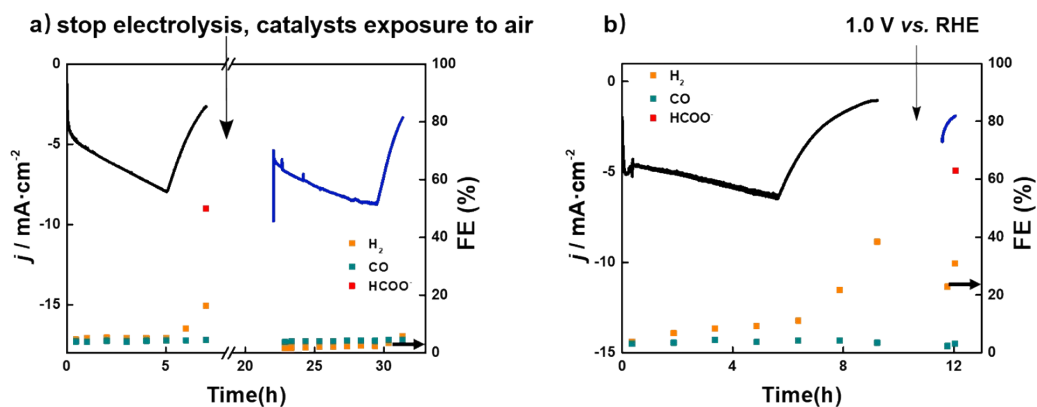 a) stop electrolysis, catalysts exposure to air
0
-5
-10
-15
j / mA·cm⁻²
100
80
60
40
20
0
FE (%)
H₂
CO
HCOO⁻
0 5 10 20 25 30
Time(h)
b)
1.0 V vs. RHE
0
-5
-10
-15
j / mA·cm⁻²
100
80
60
40
20
0
FE (%)
H₂
CO
HCOO⁻
0 4 8 12
Time(h)